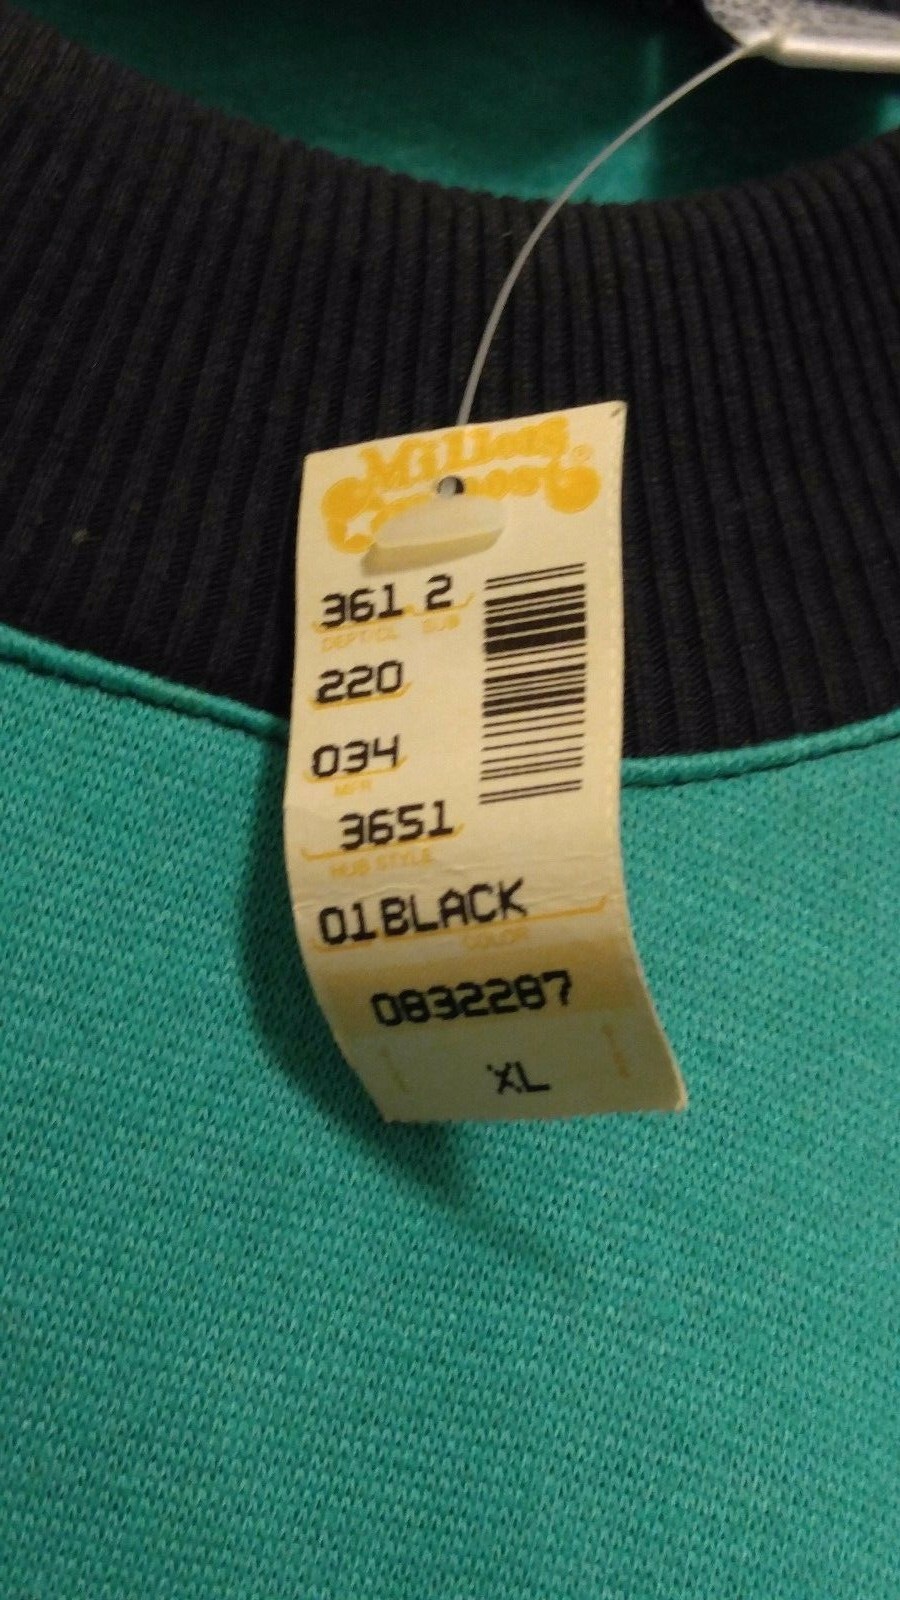 Millers
361 2
DEPT/CL SUB
220
034
MFR
3651
HUB STYLE
01BLACK
COLOR
0832287
XL